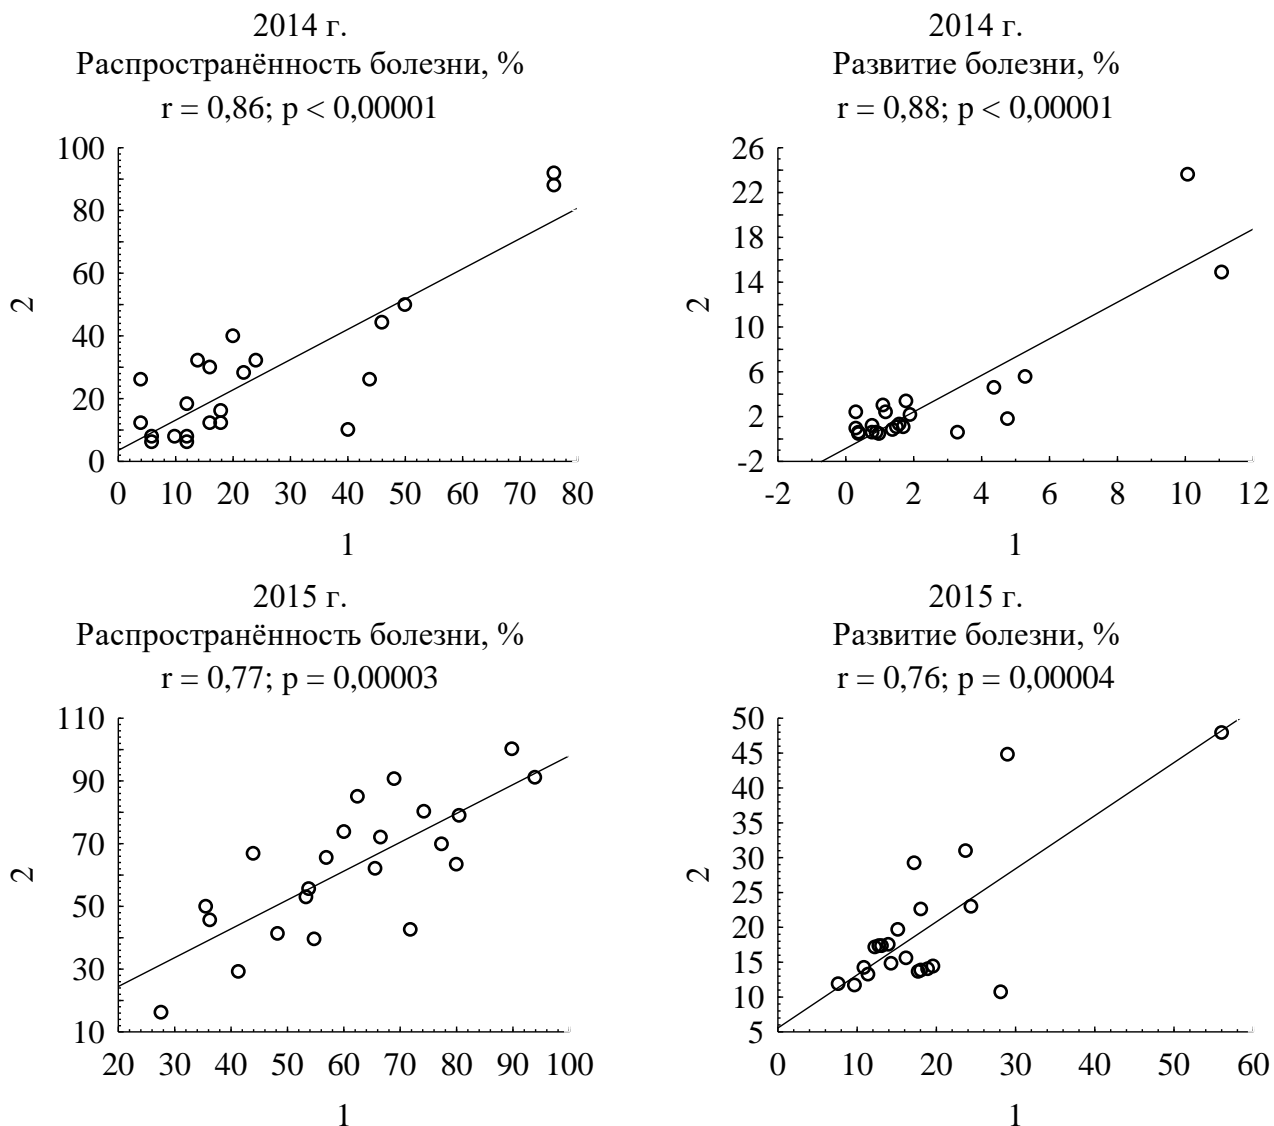 2014 г.
Распространённость болезни, %
r = 0,86; p < 0,00001
100
80
60
40
20
0
2
0 10 20 30 40 50 60 70 80
1
2014 г.
Развитие болезни, %
r = 0,88; p < 0,00001
26
22
18
14
10
6
2
-2
2
-2 0 2 4 6 8 10 12
1
2015 г.
Распространённость болезни, %
r = 0,77; p = 0,00003
110
90
70
50
30
10
2
20 30 40 50 60 70 80 90 100
1
2015 г.
Развитие болезни, %
r = 0,76; p = 0,00004
50
45
40
35
30
25
20
15
10
5
2
0 10 20 30 40 50 60
1